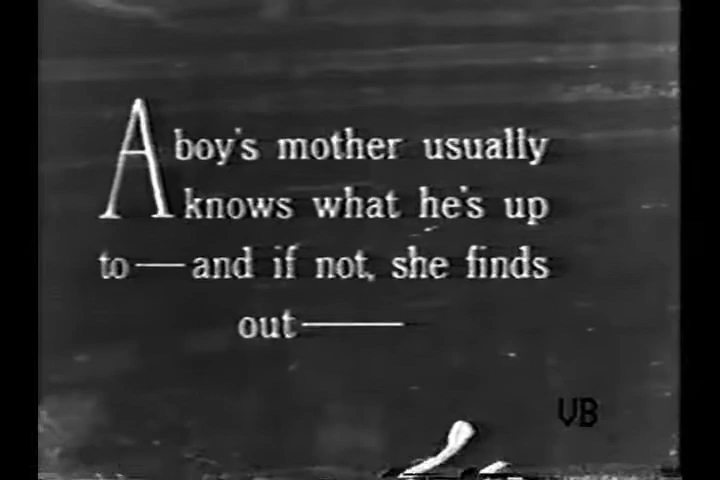 A boy's mother usually
knows what he's up
to — and if not, she finds
out —
VB